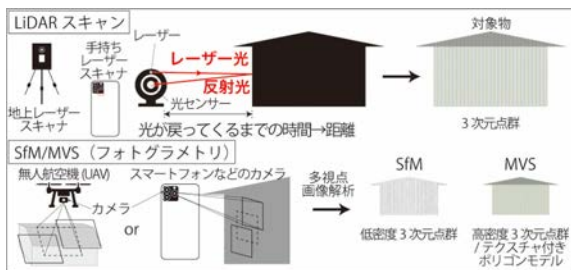 LiDAR スキャン
手持ち
レーザー
スキャナ
地上レーザー
スキャナ
レーザー
レーザー光
反射光
光センサー
光が戻ってくるまでの時間→距離
対象物
3 次元点群
SfM/MVS（フォトグラメトリ）
無人航空機 (UAV)
スマートフォンなどのカメラ
カメラ
or
多視点
画像解析
SfM
低密度 3 次元点群
MVS
高密度 3 次元点群
/ テクスチャ付き
ポリゴンモデル